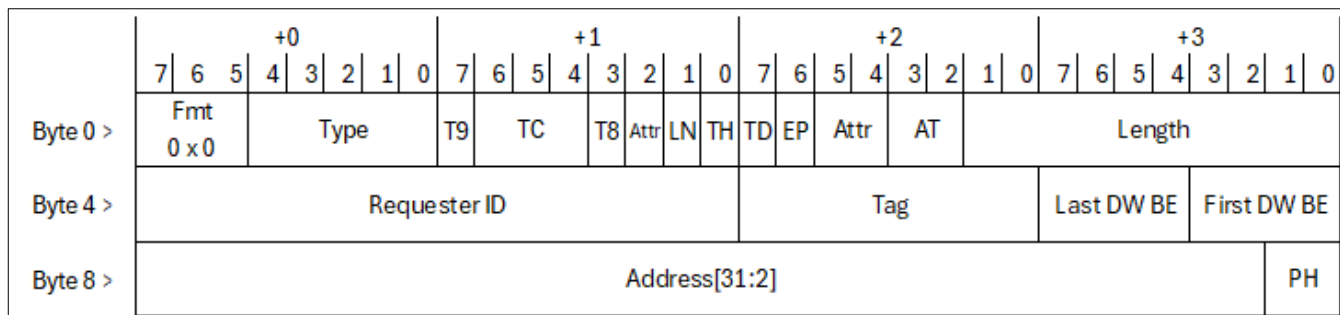 +0 +1 +2 +3
7 6 5 4 3 2 1 0 7 6 5 4 3 2 1 0 7 6 5 4 3 2 1 0 7 6 5 4 3 2 1 0
Byte 0 > Fmt Type T9 TC T8 Attr LN TH TD EP Attr AT Length
0 x 0
Byte 4 > Requester ID Tag Last DW BE First DW BE
Byte 8 > Address[31:2] PH